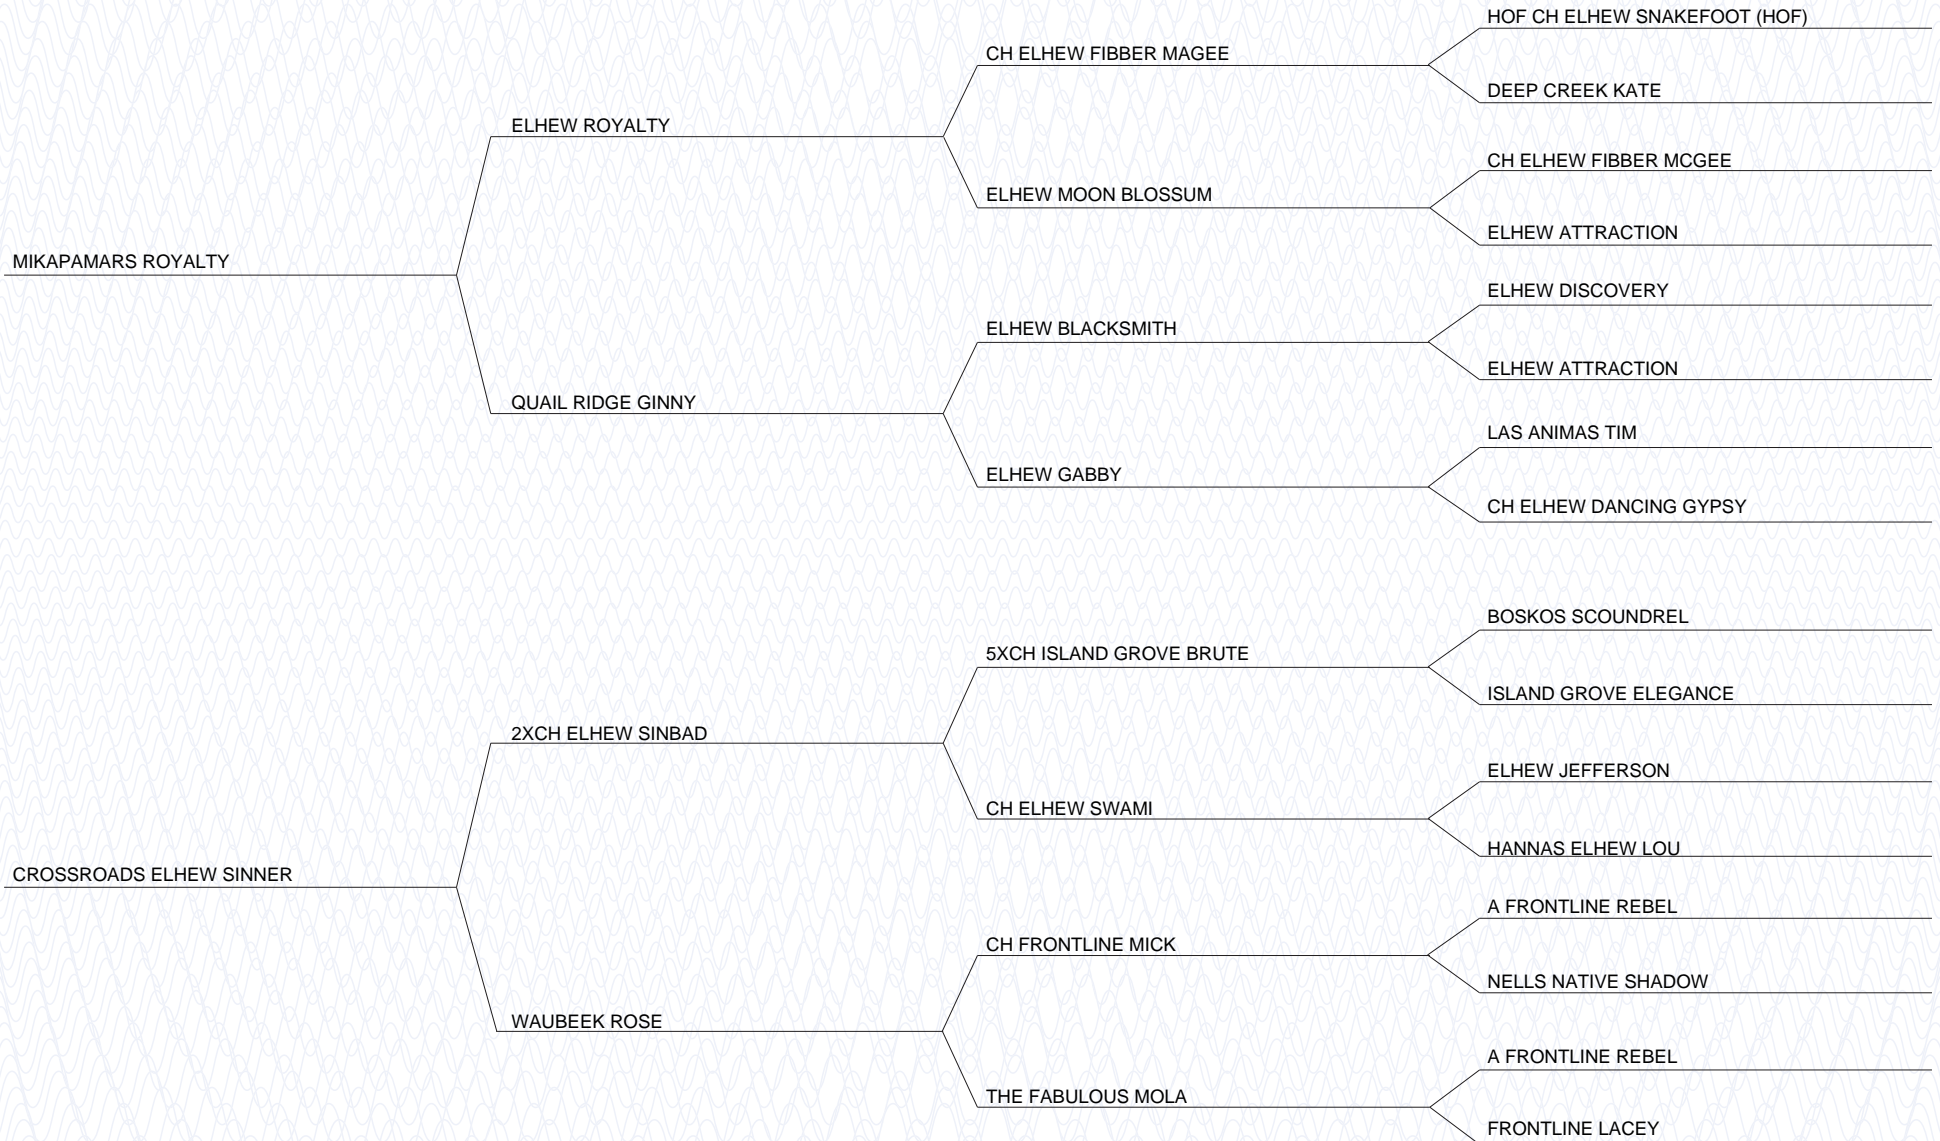 HOF CH ELHEW SNAKEFOOT (HOF)
CH ELHEW FIBBER MAGEE
DEEP CREEK KATE
ELHEW ROYALTY
CH ELHEW FIBBER MCGEE
ELHEW MOON BLOSSUM
ELHEW ATTRACTION
MIKAPAMARS ROYALTY
ELHEW DISCOVERY
ELHEW BLACKSMITH
ELHEW ATTRACTION
QUAIL RIDGE GINNY
LAS ANIMAS TIM
ELHEW GABBY
CH ELHEW DANCING GYPSY
BOSKOS SCOUNDREL
5XCH ISLAND GROVE BRUTE
ISLAND GROVE ELEGANCE
2XCH ELHEW SINBAD
ELHEW JEFFERSON
CH ELHEW SWAMI
HANNAS ELHEW LOU
CROSSROADS ELHEW SINNER
A FRONTLINE REBEL
CH FRONTLINE MICK
NELLS NATIVE SHADOW
WAUBEEK ROSE
A FRONTLINE REBEL
THE FABULOUS MOLA
FRONTLINE LACEY